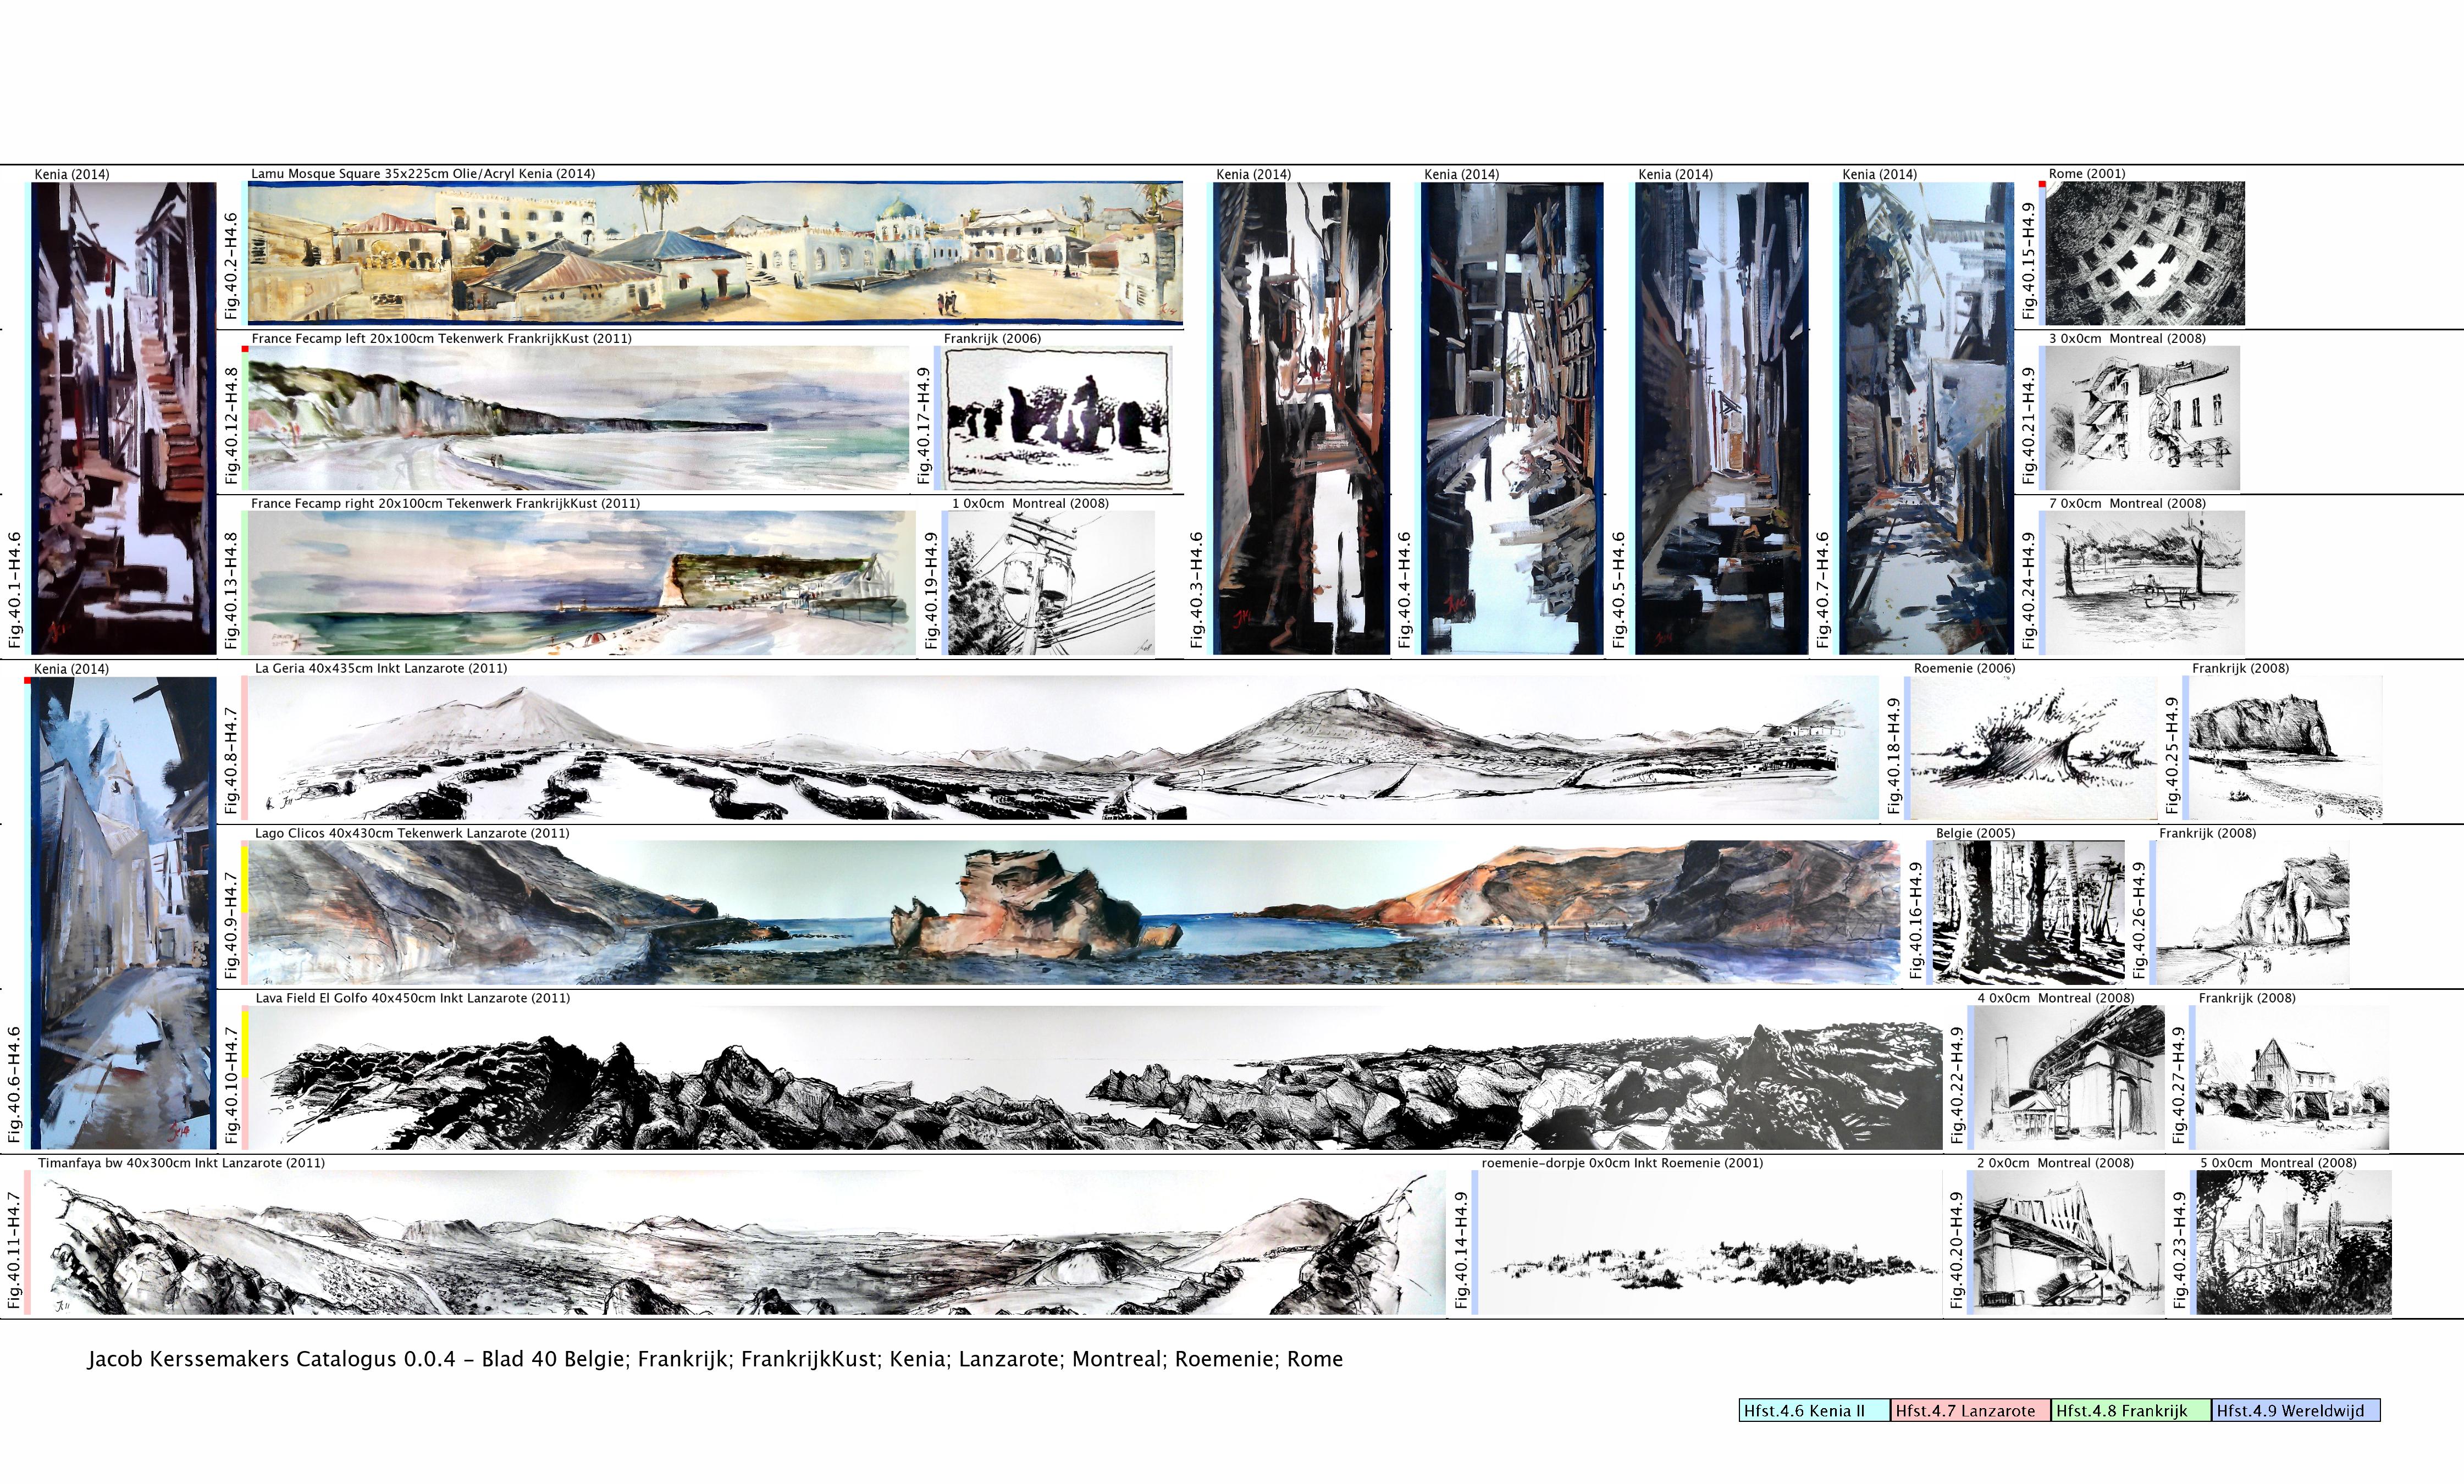 Kenia (2014)
Fig.40.1-H4.6
Lamu Mosque Square 35x225cm Olie/Acryl Kenia (2014)
Fig.40.2-H4.6
Kenia (2014)
Fig.40.3-H4.6
Kenia (2014)
Fig.40.4-H4.6
Kenia (2014)
Fig.40.5-H4.6
Kenia (2014)
Fig.40.7-H4.6
Rome (2001)
Fig.40.15-H4.9
France Fecamp left 20x100cm Tekenwerk FrankrijkKust (2011)
Fig.40.12-H4.8
Frankrijk (2006)
Fig.40.17-H4.9
3 0x0cm  Montreal (2008)
Fig.40.21-H4.9
France Fecamp right 20x100cm Tekenwerk FrankrijkKust (2011)
Fig.40.13-H4.8
1 0x0cm  Montreal (2008)
Fig.40.19-H4.9
7 0x0cm  Montreal (2008)
Fig.40.24-H4.9
Kenia (2014)
Fig.40.6-H4.6
La Geria 40x435cm Inkt Lanzarote (2011)
Fig.40.8-H4.7
Roemenie (2006)
Fig.40.18-H4.9
Frankrijk (2008)
Fig.40.25-H4.9
Lago Clicos 40x430cm Tekenwerk Lanzarote (2011)
Fig.40.9-H4.7
Belgie (2005)
Fig.40.16-H4.9
Frankrijk (2008)
Fig.40.26-H4.9
Lava Field El Golfo 40x450cm Inkt Lanzarote (2011)
Fig.40.10-H4.7
4 0x0cm  Montreal (2008)
Fig.40.22-H4.9
Frankrijk (2008)
Fig.40.27-H4.9
Timanfaya bw 40x300cm Inkt Lanzarote (2011)
Fig.40.11-H4.7
roemenie-dorpje 0x0cm Inkt Roemenie (2001)
Fig.40.14-H4.9
2 0x0cm  Montreal (2008)
Fig.40.20-H4.9
5 0x0cm  Montreal (2008)
Fig.40.23-H4.9
Jacob Kerssemakers Catalogus 0.0.4 - Blad 40 Belgie; Frankrijk; FrankrijkKust; Kenia; Lanzarote; Montreal; Roemenie; Rome
Hfst.4.6 Kenia II
Hfst.4.7 Lanzarote
Hfst.4.8 Frankrijk
Hfst.4.9 Wereldwijd